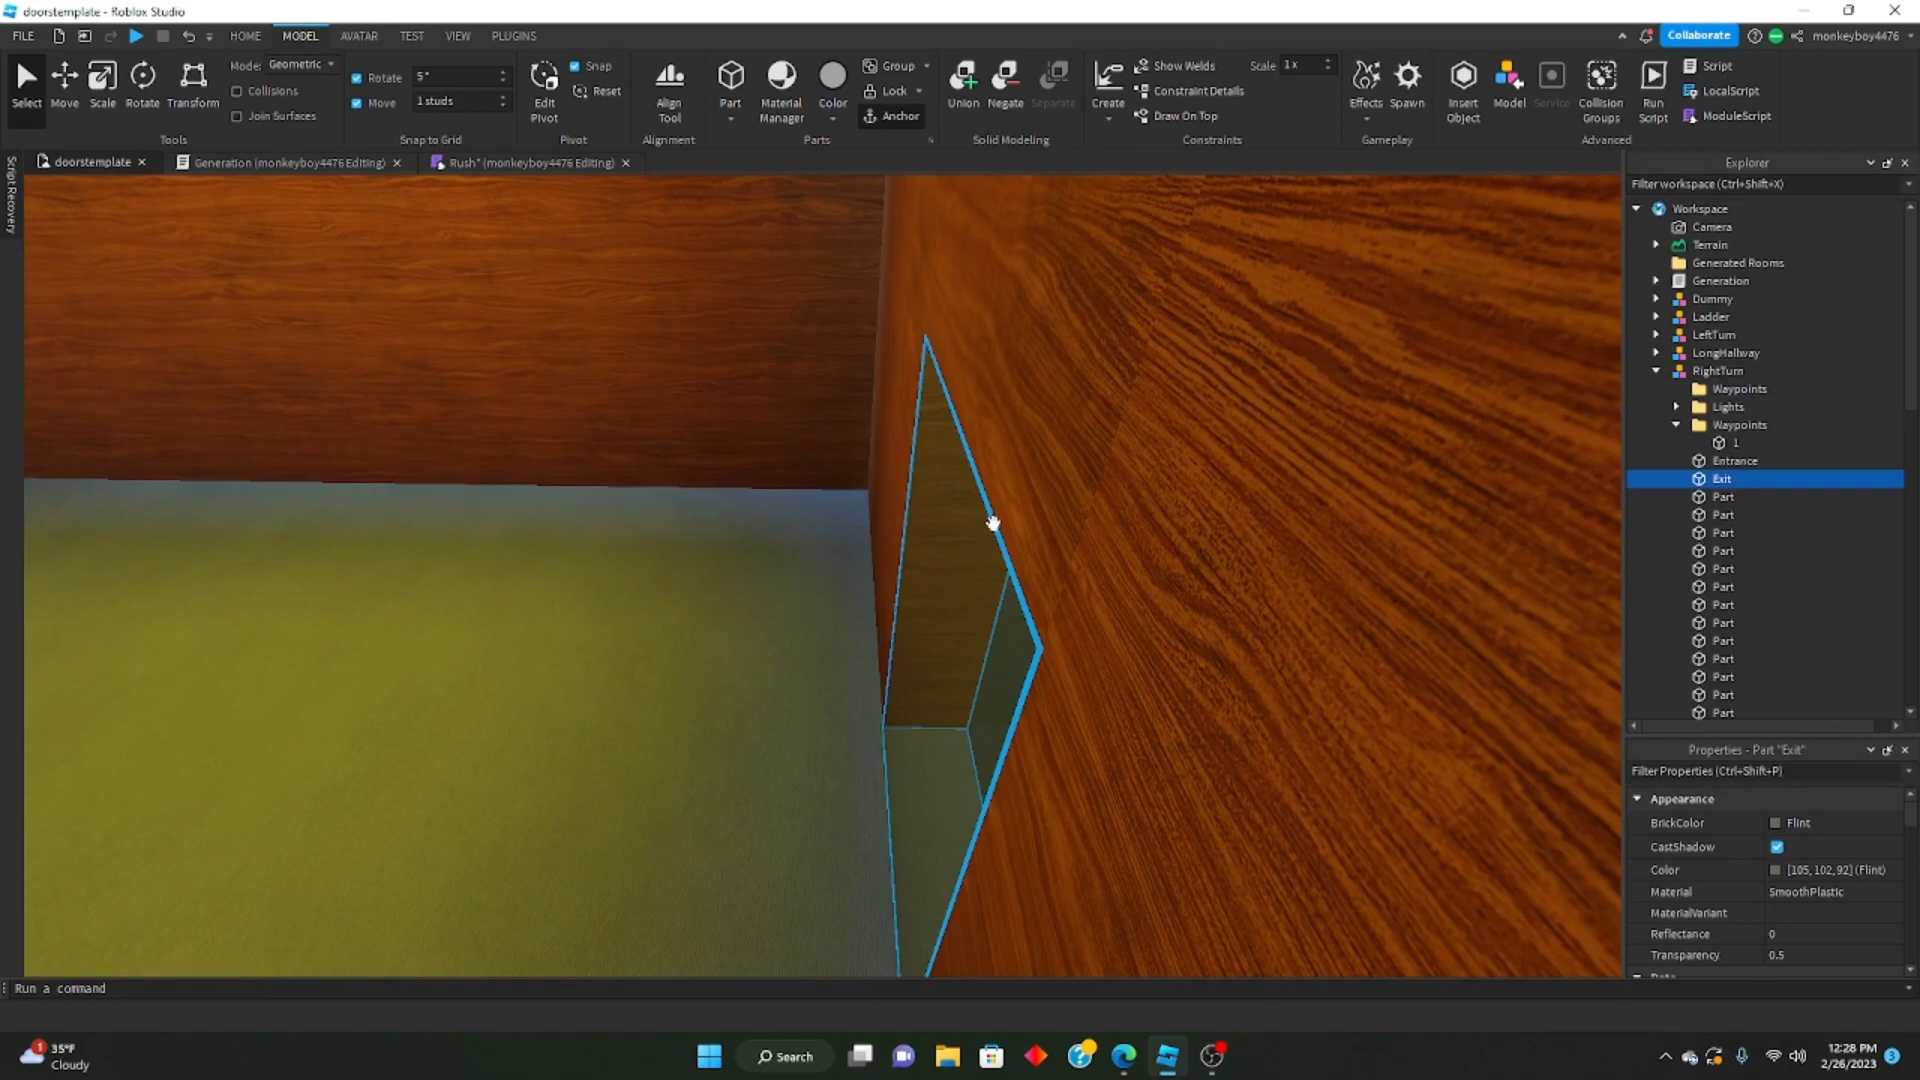 doorstemplate - Roblox Studio
FILE HOME MODEL AVATAR TEST VIEW PLUGINS Collaborate monkeyboy4476
Select Move Scale Rotate Transform
Mode: Geometric
Collisions
Join Surfaces
Tools
Rotate 5°
Move 1 studs
Snap to Grid
Edit Pivot
Snap
Reset
Pivot
Align Tool
Alignment
Part
Material Manager
Color
Group
Lock
Anchor
Parts
Union Negate Separate
Solid Modeling
Create
Show Welds
Constraint Details
Draw On Top
Scale 1 x
Constraints
Effects Spawn
Gameplay
Insert Object
Model
Service
Collision Groups
Run Script
Script
LocalScript
ModuleScript
Advanced
Script Recovery
doorstemplate
Generation (monkeyboy4476 Editing)
Rush* (monkeyboy4476 Editing)
Explorer
Filter workspace (Ctrl+Shift+X)
Workspace
Camera
Terrain
Generated Rooms
Generation
Dummy
Ladder
LeftTurn
LongHallway
RightTurn
Waypoints
Lights
Waypoints
1
Entrance
Exit
Part
Part
Part
Part
Part
Part
Part
Part
Part
Part
Part
Part
Part
Properties - Part "Exit"
Filter Properties (Ctrl+Shift+P)
Appearance
BrickColor Flint
CastShadow
Color [105, 102, 92] (Flint)
Material SmoothPlastic
MaterialVariant
Reflectance 0
Transparency 0.5
Run a command
1
35°F
Cloudy
Search
12:28 PM
2/26/2023
3